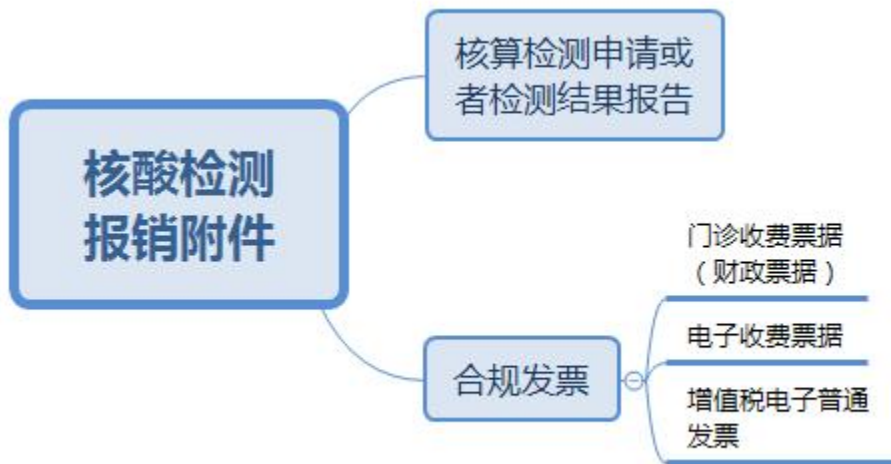 核算检测申请或
者检测结果报告
核酸检测
报销附件
门诊收费票据
（财政票据）
电子收费票据
合规发票
增值税电子普通
发票